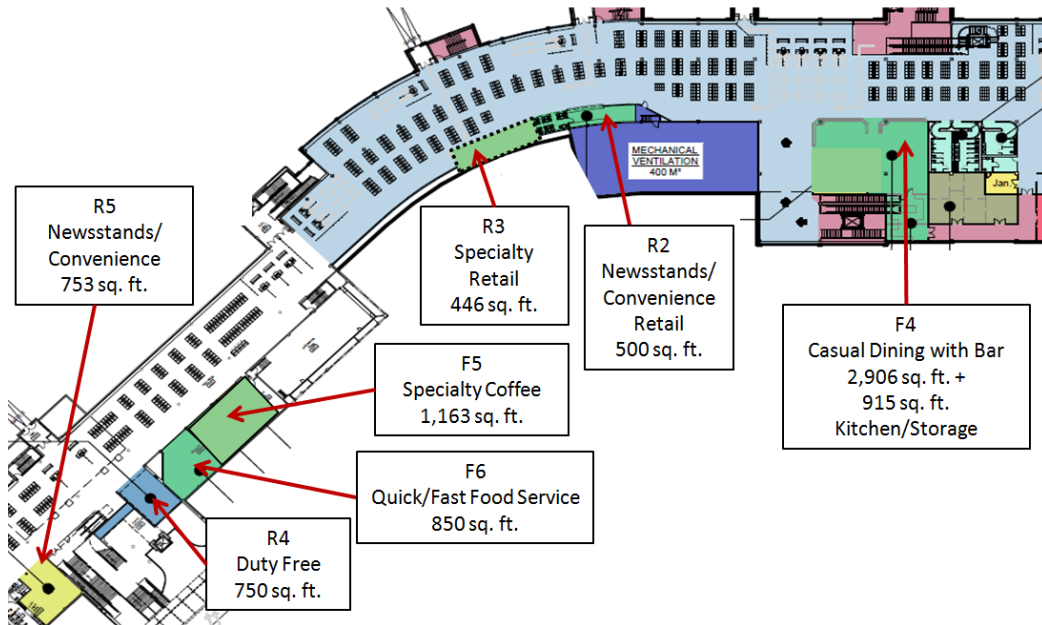 MECHANICAL
VENTILATION
400 M²
Jan.
R5
Newsstands/
Convenience
753 sq. ft.
R3
Specialty
Retail
446 sq. ft.
R2
Newsstands/
Convenience
Retail
500 sq. ft.
F4
Casual Dining with Bar
2,906 sq. ft. +
915 sq. ft.
Kitchen/Storage
F5
Specialty Coffee
1,163 sq. ft.
F6
Quick/Fast Food Service
850 sq. ft.
R4
Duty Free
750 sq. ft.